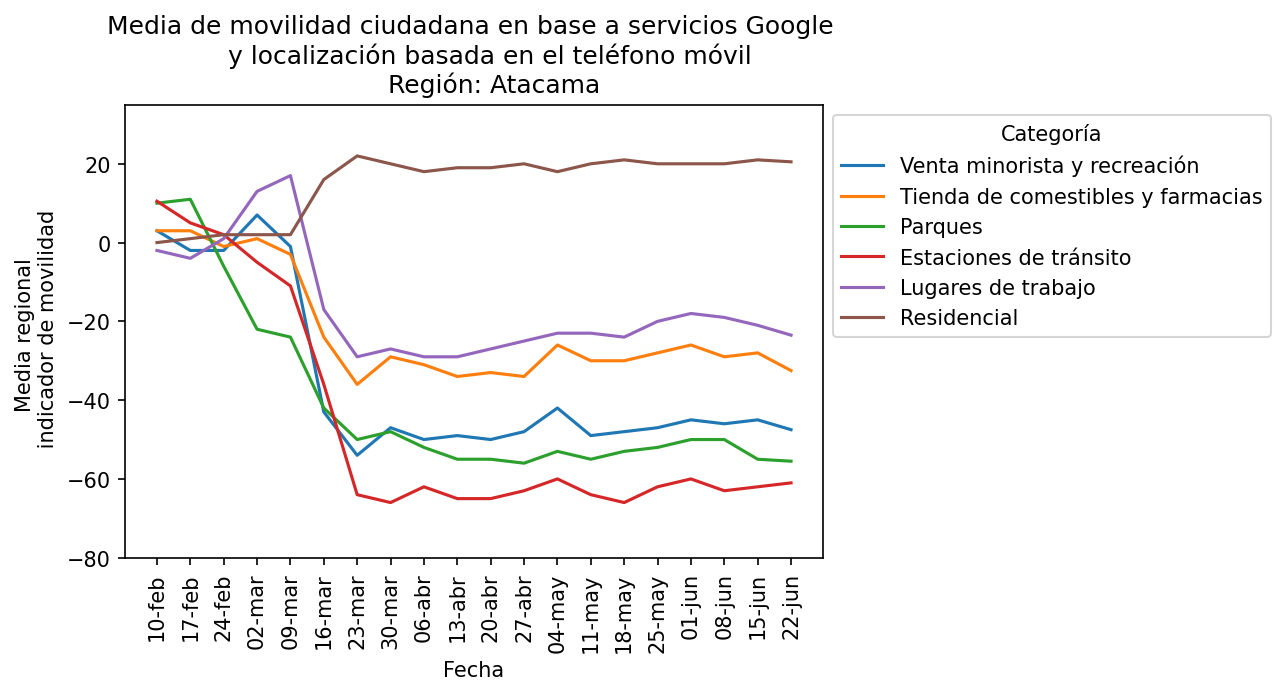 Media de movilidad ciudadana en base a servicios Google
y localización basada en el teléfono móvil
Región: Atacama
Media regional
indicador de movilidad
20
0
−20
−40
−60
−80
10-feb
17-feb
24-feb
02-mar
09-mar
16-mar
23-mar
30-mar
06-abr
13-abr
20-abr
27-abr
04-may
11-may
18-may
25-may
01-jun
08-jun
15-jun
22-jun
Fecha
Categoría
Venta minorista y recreación
Tienda de comestibles y farmacias
Parques
Estaciones de tránsito
Lugares de trabajo
Residencial